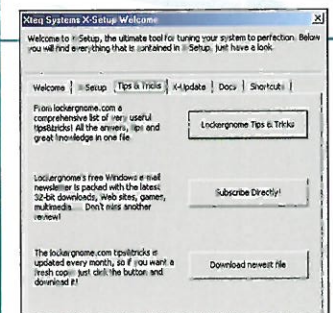 Xteq Systems X-Setup Welcome
Welcome to X-Setup, the ultimate tool for tuning your system to perfection. Below
you will find everything that is contained in X-Setup, just have a look.
Welcome X-Setup Tips & Tricks X-Update Docs Shortcuts
From lockergnome.com a
comprehensive list of very useful
tips&tricks! All the anwers, tips and
great knowledge in one file.
Lockergnome Tips & Tricks
Lockergnome's free Windows e-mail
newsletter is packed with the latest
32-bit downloads, Web sites, games,
multimedia... Don't miss another
review!
Subscribe Directly!
The lockergnome.com tips&tricks is
updated every month, so if you want a
fresh copy just click the button and
download it!
Download newest file